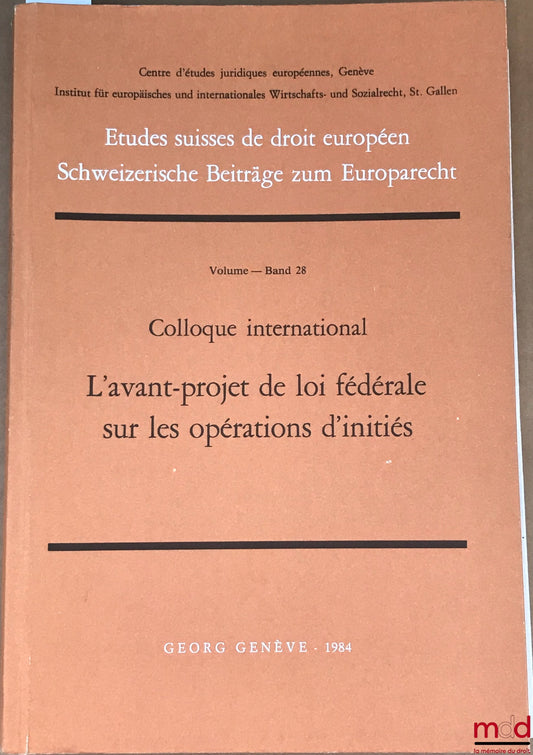 Centre d'études juridiques européennes, Genève
Institut für europäisches und internationales Wirtschafts- und Sozialrecht, St. Gallen
Etudes suisses de droit européen
Schweizerische Beiträge zum Europarecht
Volume — Band 28
Colloque international
L'avant-projet de loi fédérale
sur les opérations d'initiés
GEORG GENÈVE - 1984
mdd
la mémoire du droit